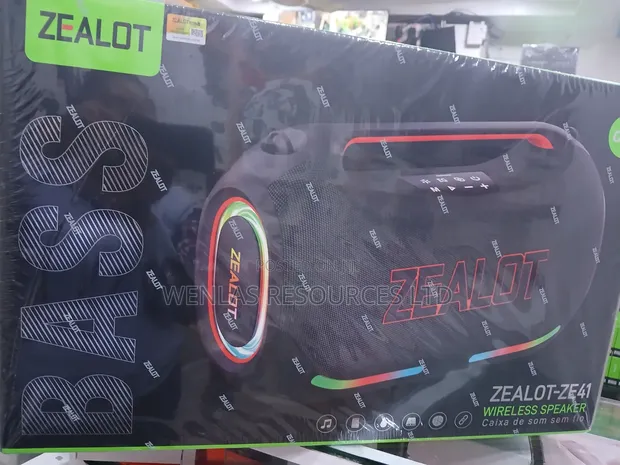 ZEALOT
BASS
ZEALOT
ZEALOT
WENLAS RESOURCES LTD
ZEALOT-ZE41
WIRELESS SPEAKER
Caixa de som sem fio